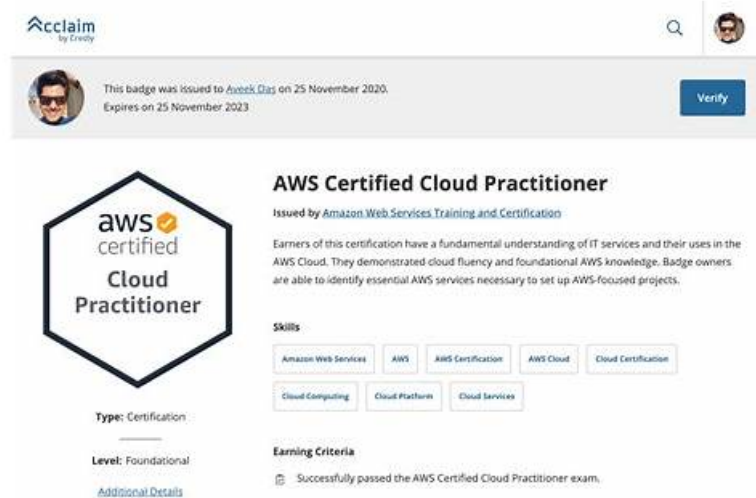 Acclaim
by Credly
This badge was issued to Aveek Das on 25 November 2020.
Expires on 25 November 2023
Verify
aws
certified
Cloud
Practitioner
Type: Certification
Level: Foundational
Additional Details
AWS Certified Cloud Practitioner
Issued by Amazon Web Services Training and Certification
Earners of this certification have a fundamental understanding of IT services and their uses in the
AWS Cloud. They demonstrated cloud fluency and foundational AWS knowledge. Badge owners
are able to identify essential AWS services necessary to set up AWS-focused projects.
Skills
Amazon Web Services AWS AWS Certification AWS Cloud Cloud Certification
Cloud Computing Cloud Platform Cloud Services
Earning Criteria
Successfully passed the AWS Certified Cloud Practitioner exam.